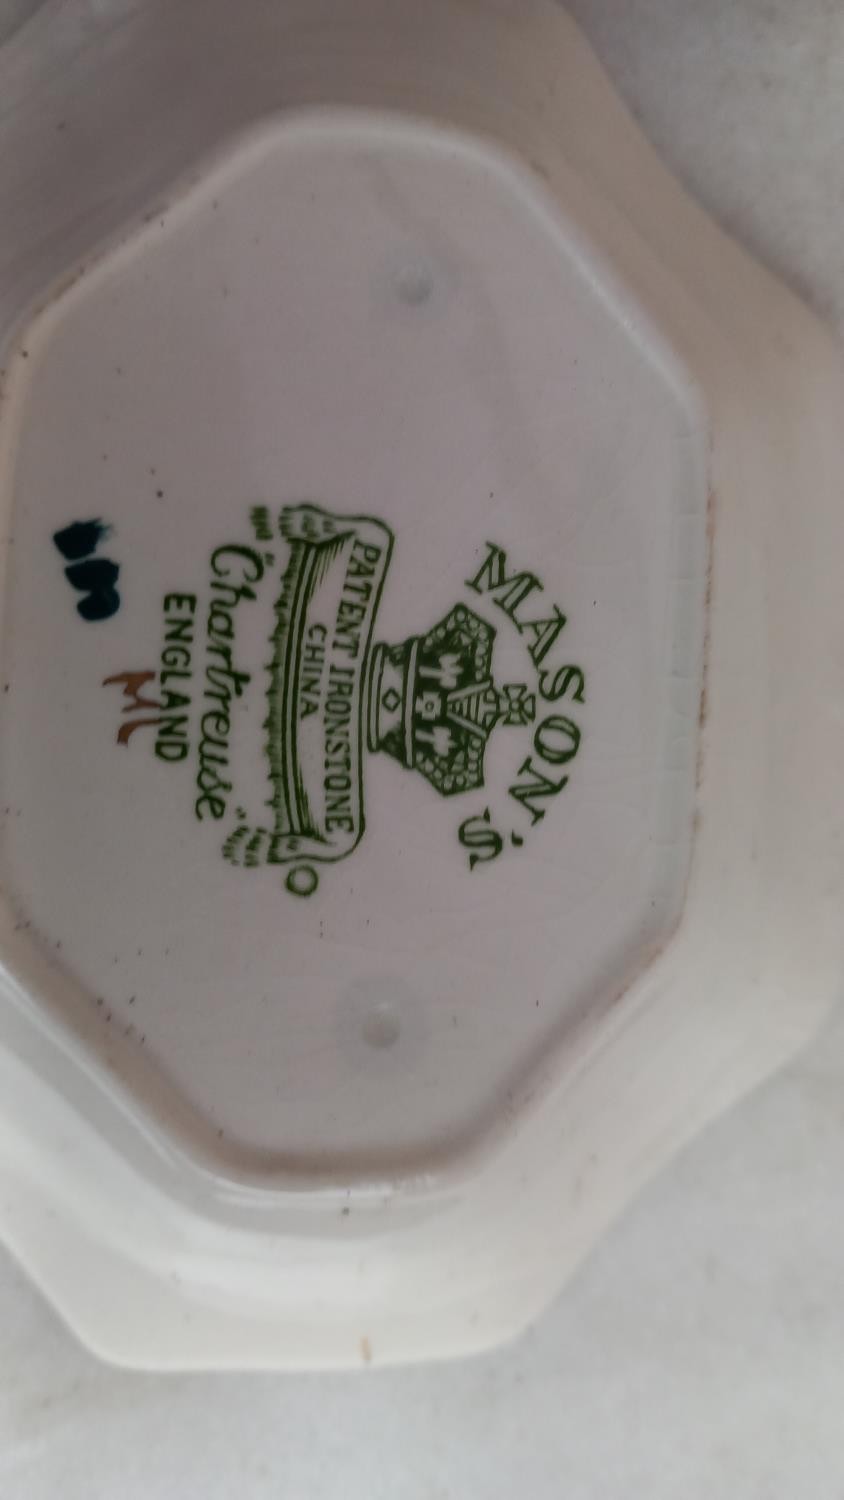 MASON'S
PATENT IRONSTONE
CHINA
"Chartreuse"
ENGLAND